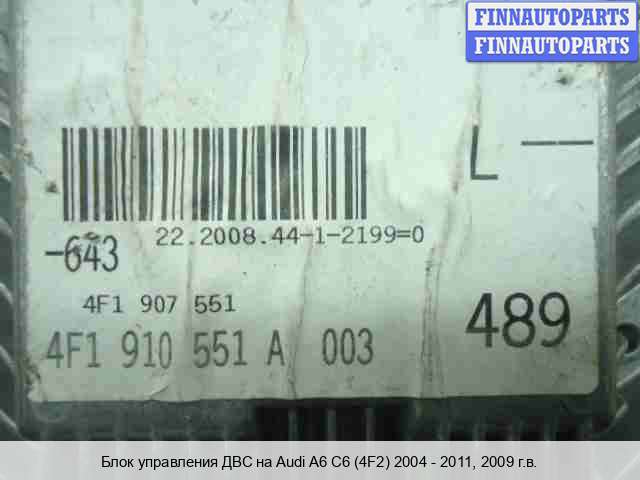 FINNAUTOPARTS
FINNAUTOPARTS
L —
22.2008.44-1-2199=0
-643
4F1 907 551
489
4F1 910 551 A 003
Блок управления ДВС на Audi A6 C6 (4F2) 2004 - 2011, 2009 г.в.